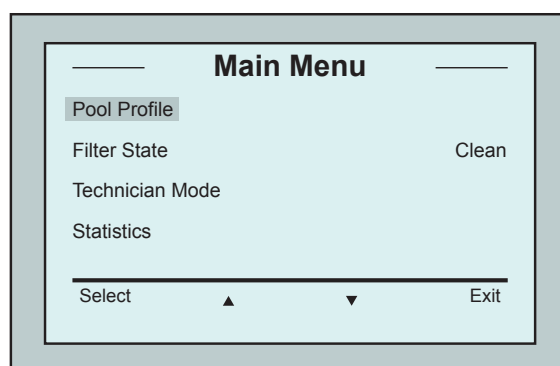 Main Menu
Pool Profile
Filter State Clean
Technician Mode
Statistics
Select ▲ ▼ Exit